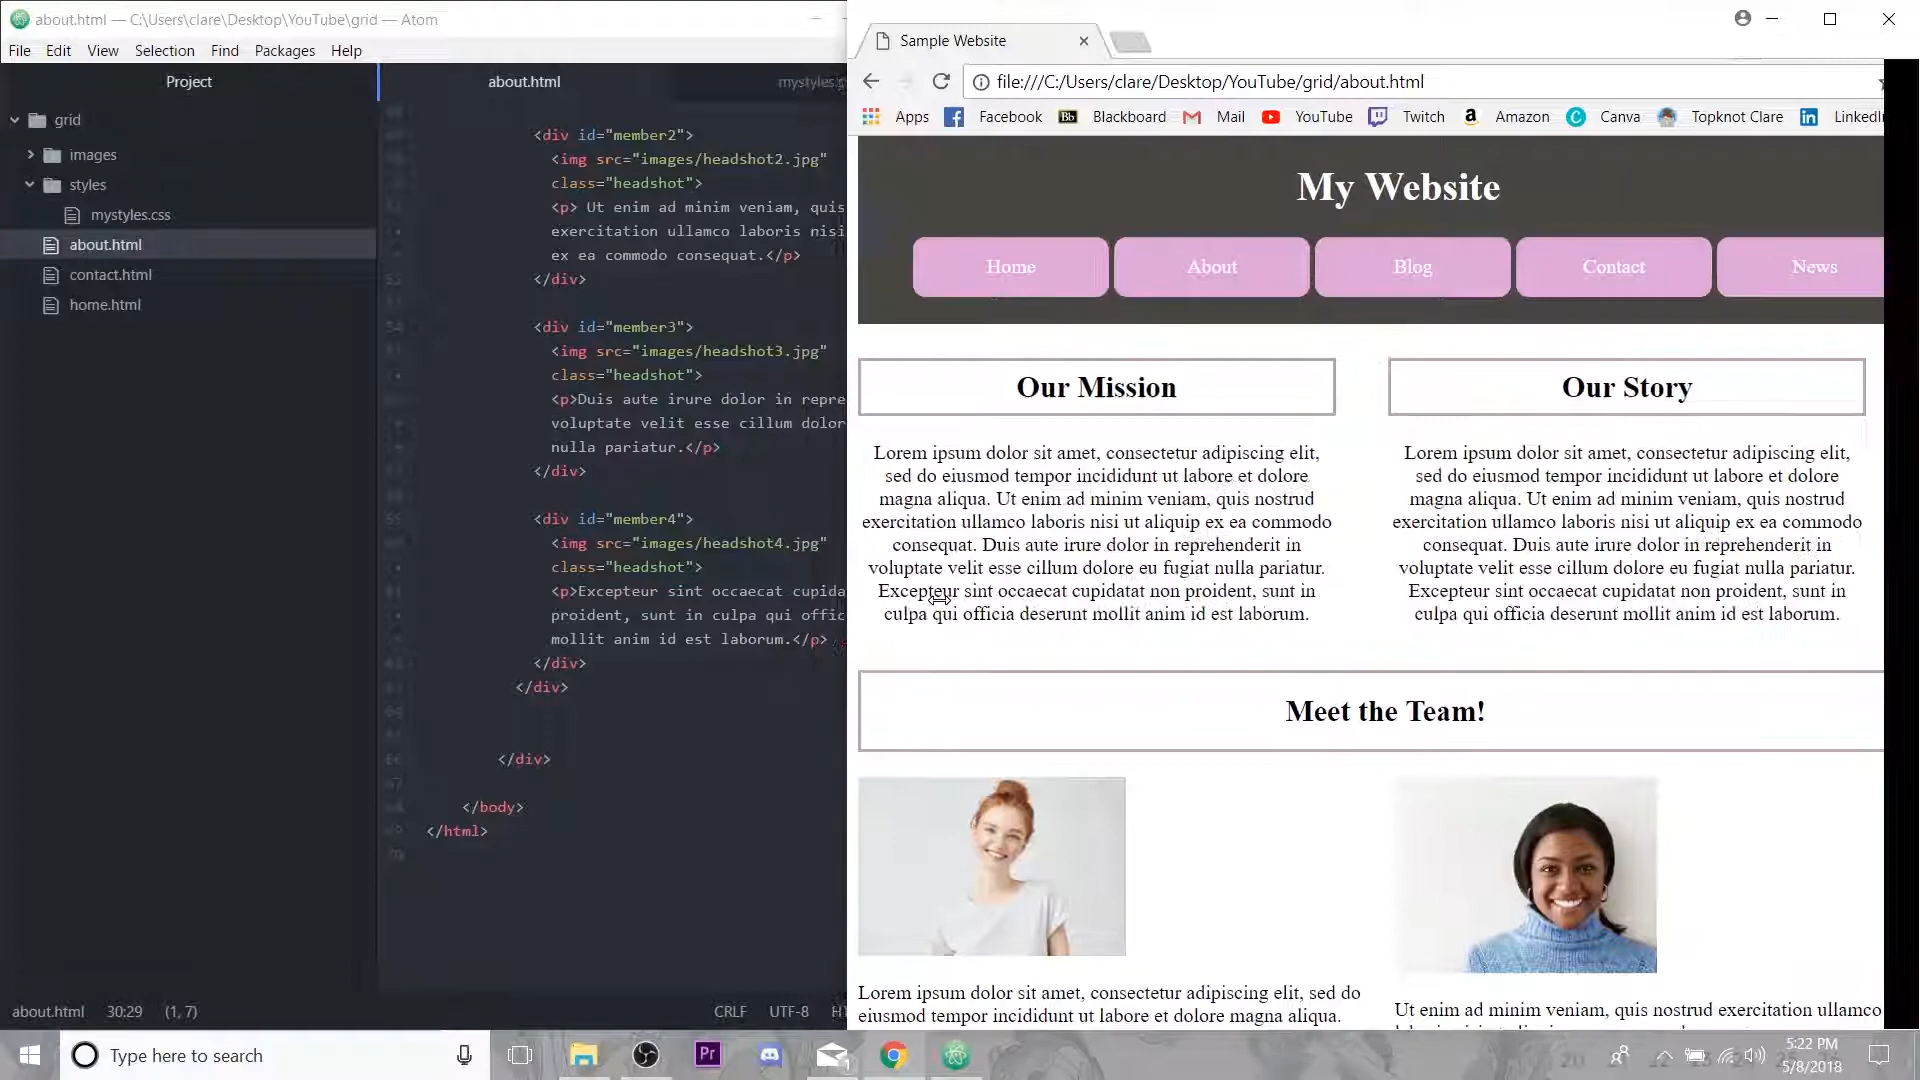 about.html — C:\Users\clare\Desktop\YouTube\grid — Atom
File Edit View Selection Find Packages Help
Project
grid
images
styles
mystyles.css
about.html
contact.html
home.html
about.html
<div id="member2">
<img src="images/headshot2.jpg"
class="headshot">
<p> Ut enim ad minim veniam, quis
exercitation ullamco laboris nisi
ex ea commodo consequat.</p>
</div>
<div id="member3">
<img src="images/headshot3.jpg"
class="headshot">
<p>Duis aute irure dolor in repre
voluptate velit esse cillum dolor
nulla pariatur.</p>
</div>
<div id="member4">
<img src="images/headshot4.jpg"
class="headshot">
<p>Excepteur sint occaecat cupida
proident, sunt in culpa qui offic
mollit anim id est laborum.</p>
</div>
</div>
</div>
</body>
</html>
about.html 30:29 (1, 7) CRLF UTF-8
Sample Website
file:///C:/Users/clare/Desktop/YouTube/grid/about.html
Apps Facebook Bb Blackboard Mail YouTube Twitch Amazon Canva Topknot Clare LinkedIn
My Website
Home About Blog Contact News
Our Mission
Lorem ipsum dolor sit amet, consectetur adipiscing elit,
sed do eiusmod tempor incididunt ut labore et dolore
magna aliqua. Ut enim ad minim veniam, quis nostrud
exercitation ullamco laboris nisi ut aliquip ex ea commodo
consequat. Duis aute irure dolor in reprehenderit in
voluptate velit esse cillum dolore eu fugiat nulla pariatur.
Excepteur sint occaecat cupidatat non proident, sunt in
culpa qui officia deserunt mollit anim id est laborum.
Our Story
Lorem ipsum dolor sit amet, consectetur adipiscing elit,
sed do eiusmod tempor incididunt ut labore et dolore
magna aliqua. Ut enim ad minim veniam, quis nostrud
exercitation ullamco laboris nisi ut aliquip ex ea commodo
consequat. Duis aute irure dolor in reprehenderit in
voluptate velit esse cillum dolore eu fugiat nulla pariatur.
Excepteur sint occaecat cupidatat non proident, sunt in
culpa qui officia deserunt mollit anim id est laborum.
Meet the Team!
Lorem ipsum dolor sit amet, consectetur adipiscing elit, sed do
eiusmod tempor incididunt ut labore et dolore magna aliqua.
Ut enim ad minim veniam, quis nostrud exercitation ullamco
Type here to search
Pr
5:22 PM
5/8/2018